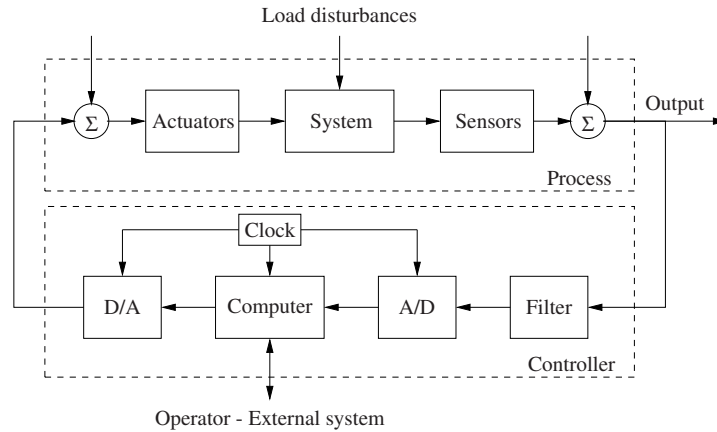 Load disturbances
Σ
Actuators
System
Sensors
Σ
Output
Process
Clock
D/A
Computer
A/D
Filter
Controller
Operator - External system